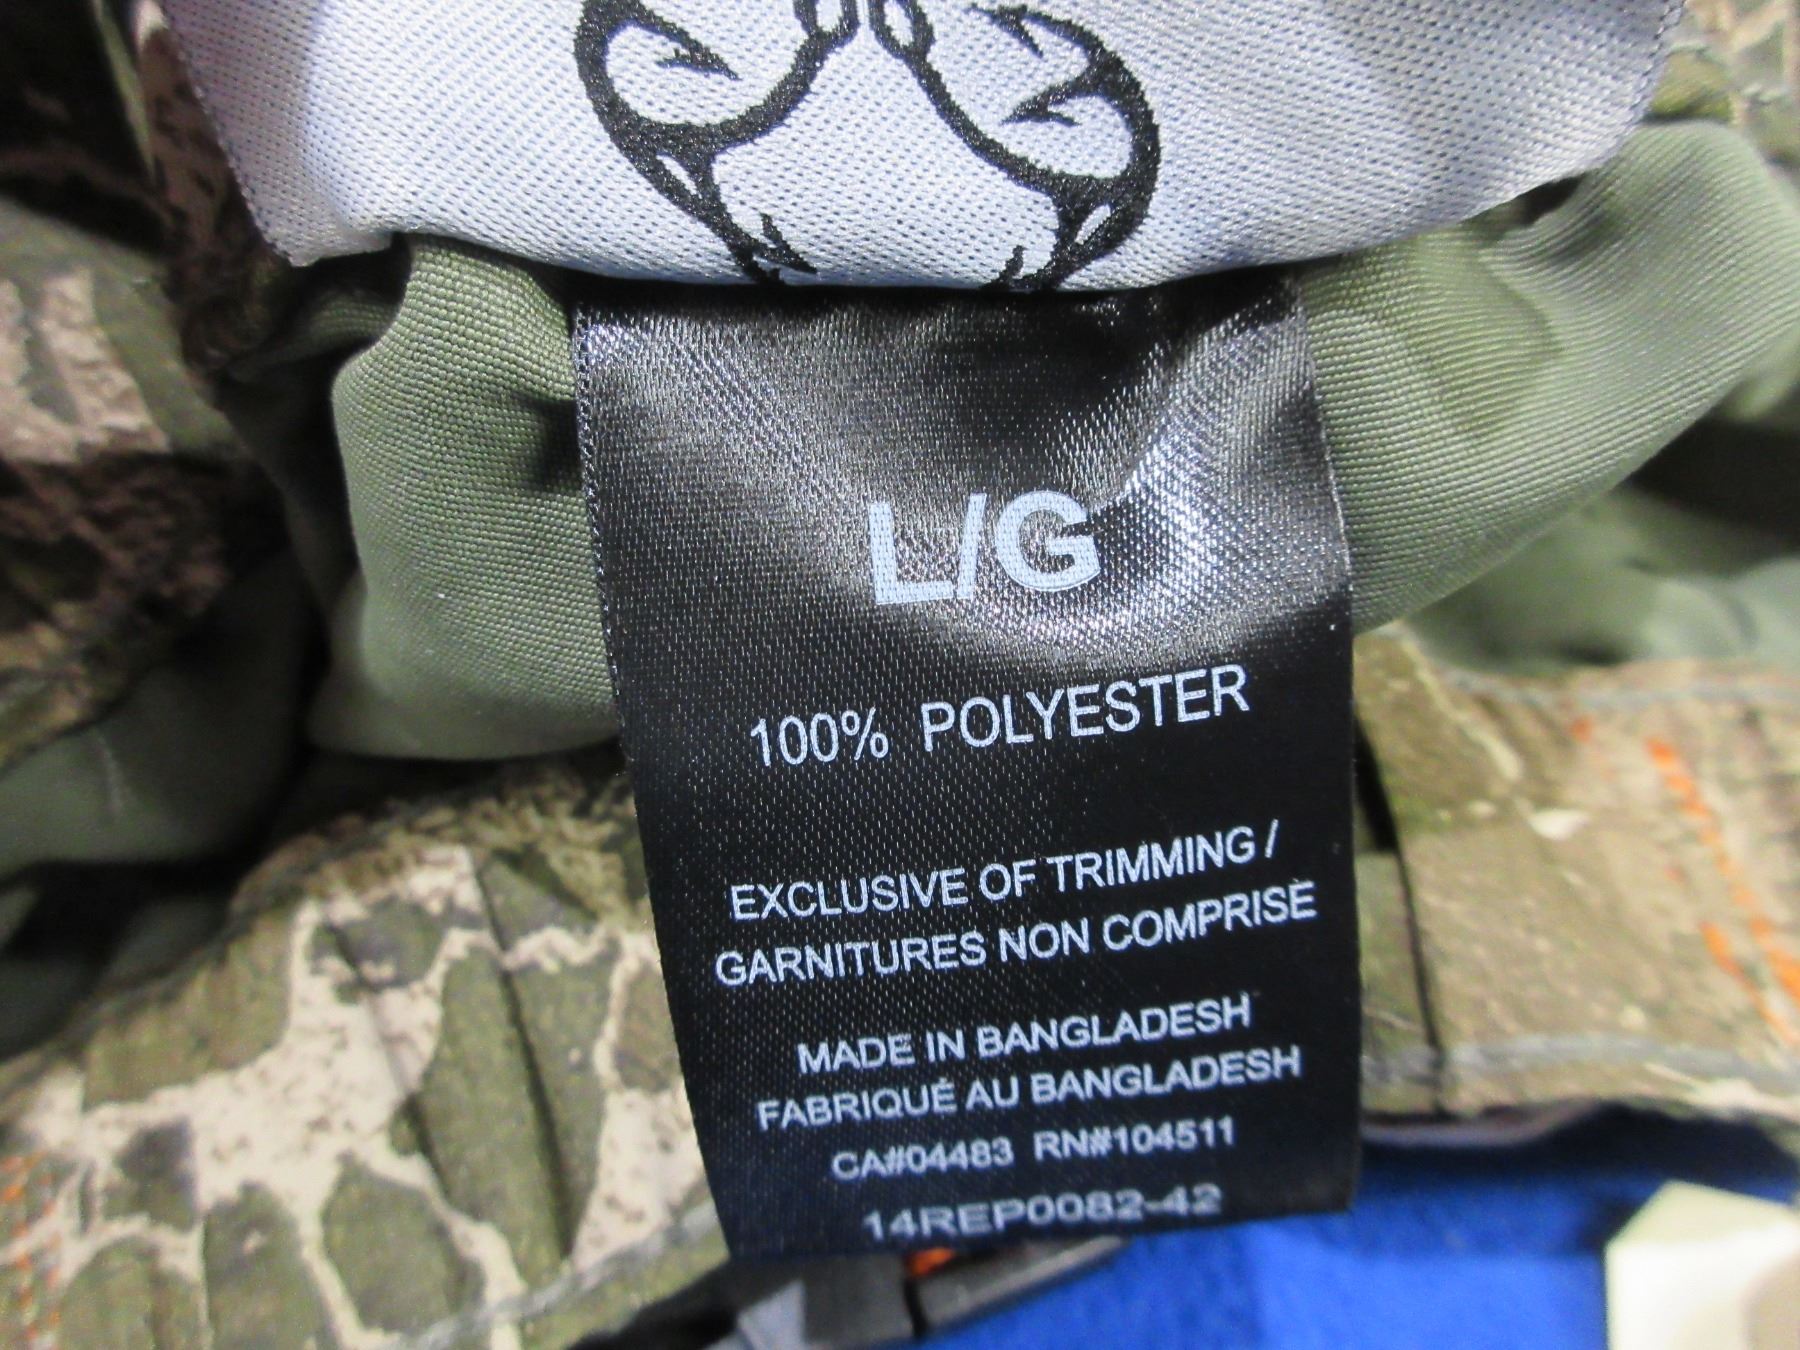 L/G
100% POLYESTER
EXCLUSIVE OF TRIMMING /
GARNITURES NON COMPRISE
MADE IN BANGLADESH
FABRIQUÉ AU BANGLADESH
CA#04483 RN#104511
14REP0082-42